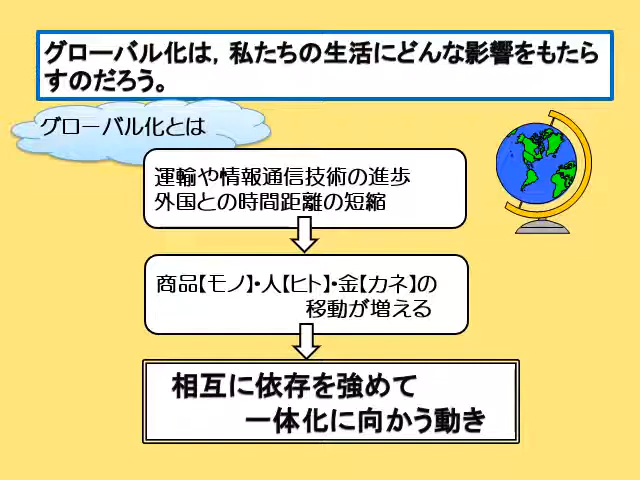 グローバル化は，私たちの生活にどんな影響をもたら
すのだろう。
グローバル化とは
運輸や情報通信技術の進歩
外国との時間距離の短縮
商品【モノ】・人【ヒト】・金【カネ】の
移動が増える
相互に依存を強めて
一体化に向かう動き